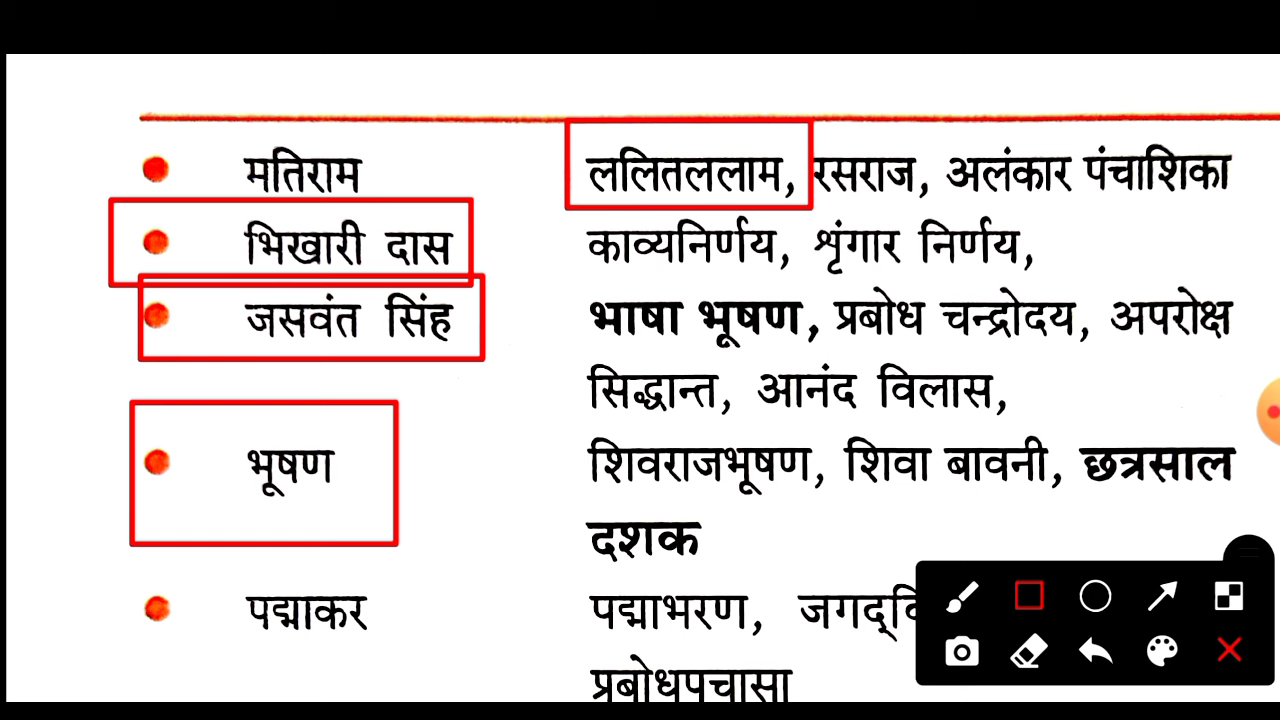 मतिराम ललितललाम, रसराज, अलंकार पंचाशिका
भिखारी दास काव्यनिर्णय, शृंगार निर्णय,
जसवंत सिंह भाषा भूषण, प्रबोध चन्द्रोदय, अपरोक्ष
सिद्धान्त, आनंद विलास,
भूषण शिवराजभूषण, शिवा बावनी, छत्रसाल
दशक
पद्माकर पद्माभरण,
प्रबोधपचासा